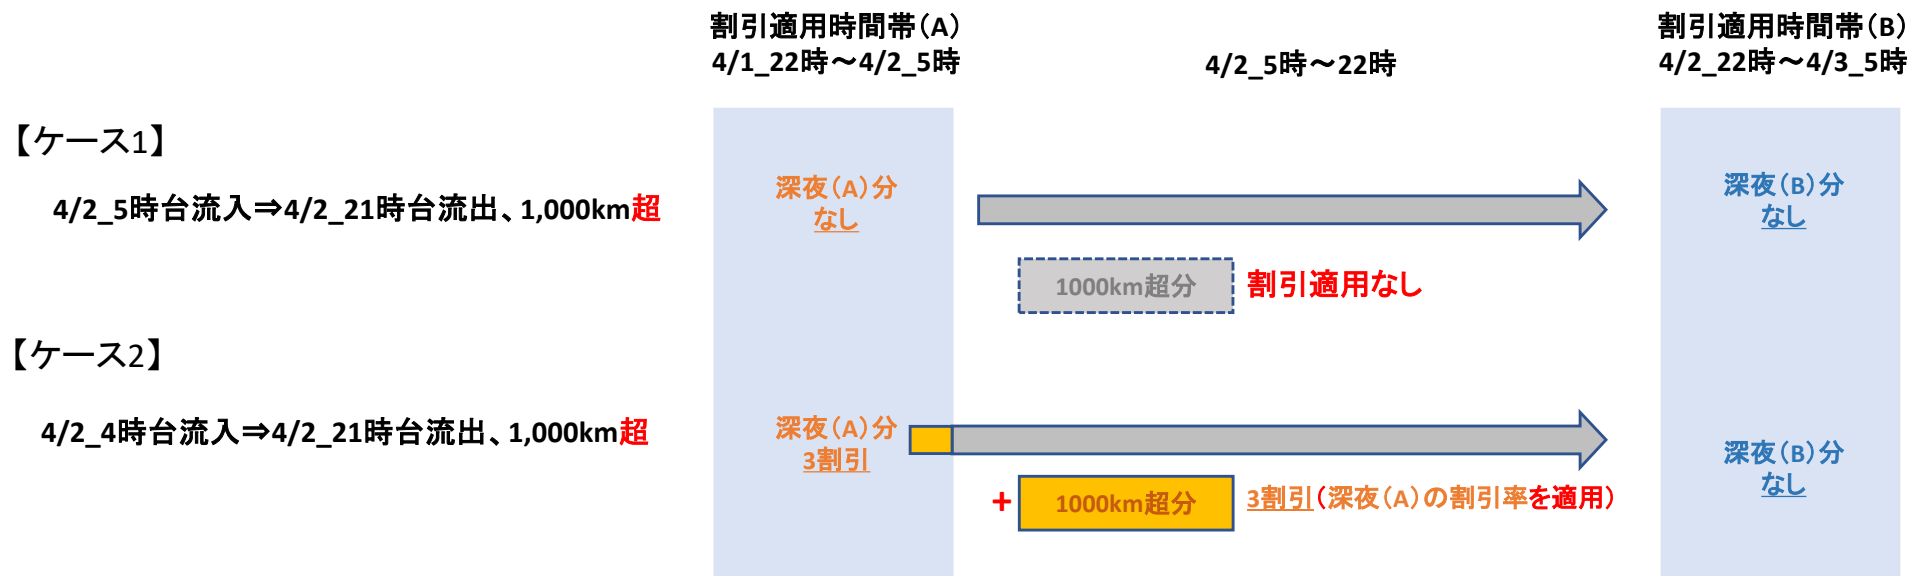 割引適用時間帯(A)
4/1_22時～4/2_5時
4/2_5時～22時
割引適用時間帯(B)
4/2_22時～4/3_5時
【ケース1】
4/2_5時台流入⇒4/2_21時台流出、1,000km超
深夜(A)分
なし
深夜(B)分
なし
1000km超分
割引適用なし
【ケース2】
4/2_4時台流入⇒4/2_21時台流出、1,000km超
深夜(A)分
3割引
深夜(B)分
なし
+
1000km超分
3割引(深夜(A)の割引率を適用)